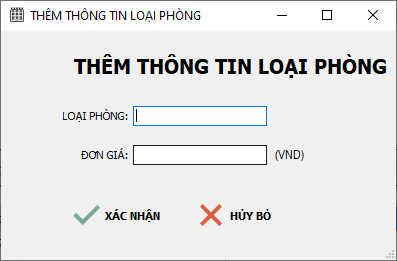 THÊM THÔNG TIN LOẠI PHÒNG
THÊM THÔNG TIN LOẠI PHÒNG
LOẠI PHÒNG:
ĐƠN GIÁ: (VND)
XÁC NHẬN HỦY BỎ